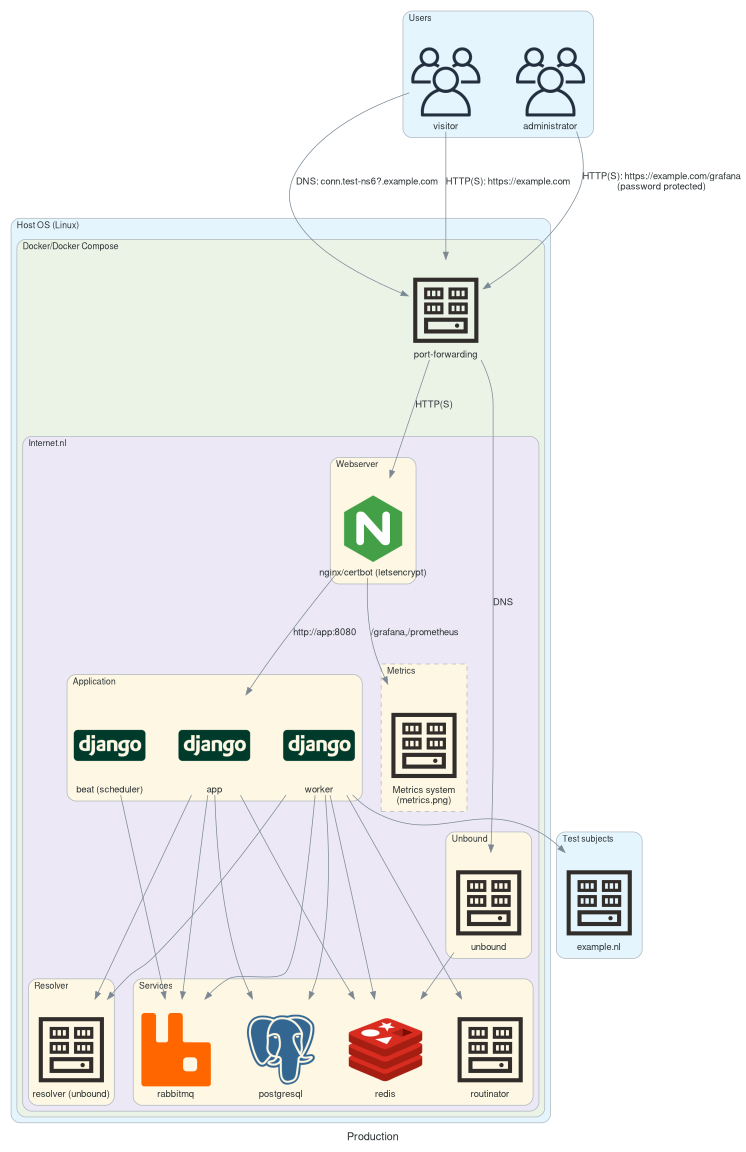 Users
visitor
administrator
DNS: conn.test-ns6?.example.com
HTTP(S): https://example.com
HTTP(S): https://example.com/grafana
(password protected)
Host OS (Linux)
Docker/Docker Compose
port-forwarding
HTTP(S)
Internet.nl
Webserver
N
nginx/certbot (letsencrypt)
DNS
http://app:8080
/grafana,/prometheus
Application
Metrics
django
django
django
beat (scheduler)
app
worker
Metrics system
(metrics.png)
Unbound
Test subjects
unbound
example.nl
Resolver
Services
resolver (unbound)
rabbitmq
postgresql
redis
routinator
Production